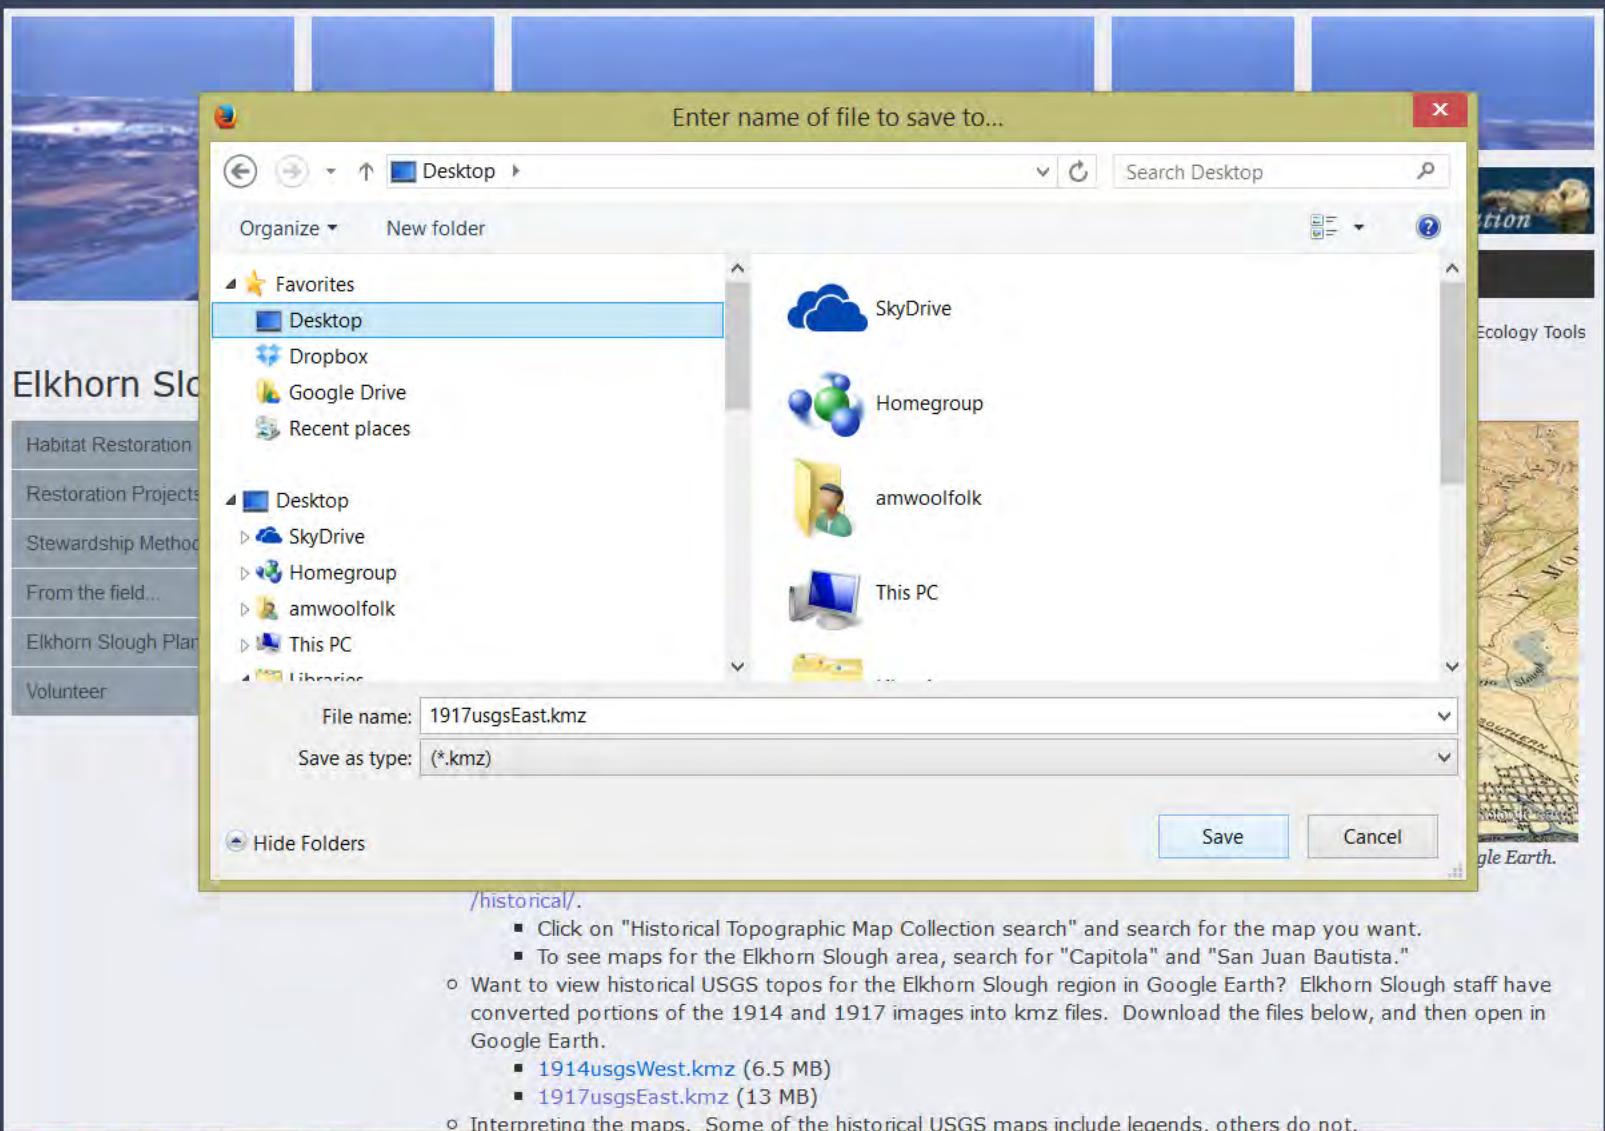 Enter name of file to save to...
x
Desktop
Search Desktop
Organize
New folder
?
tion
Favorites
Desktop
Dropbox
Google Drive
Recent places
Desktop
SkyDrive
Homegroup
amwoolfolk
This PC
Libraries
SkyDrive
Homegroup
amwoolfolk
This PC
Ecology Tools
Elkhorn Slo
Habitat Restoration
Restoration Projects
Stewardship Method
From the field...
Elkhorn Slough Plan
Volunteer
File name: 1917usgsEast.kmz
Save as type: (*.kmz)
Hide Folders
Save
Cancel
Slough
SOUTHERN
gle Earth.
/historical/.
Click on "Historical Topographic Map Collection search" and search for the map you want.
To see maps for the Elkhorn Slough area, search for "Capitola" and "San Juan Bautista."
Want to view historical USGS topos for the Elkhorn Slough region in Google Earth? Elkhorn Slough staff have
converted portions of the 1914 and 1917 images into kmz files. Download the files below, and then open in
Google Earth.
1914usgsWest.kmz (6.5 MB)
1917usgsEast.kmz (13 MB)
Interpreting the maps. Some of the historical USGS maps include legends, others do not.